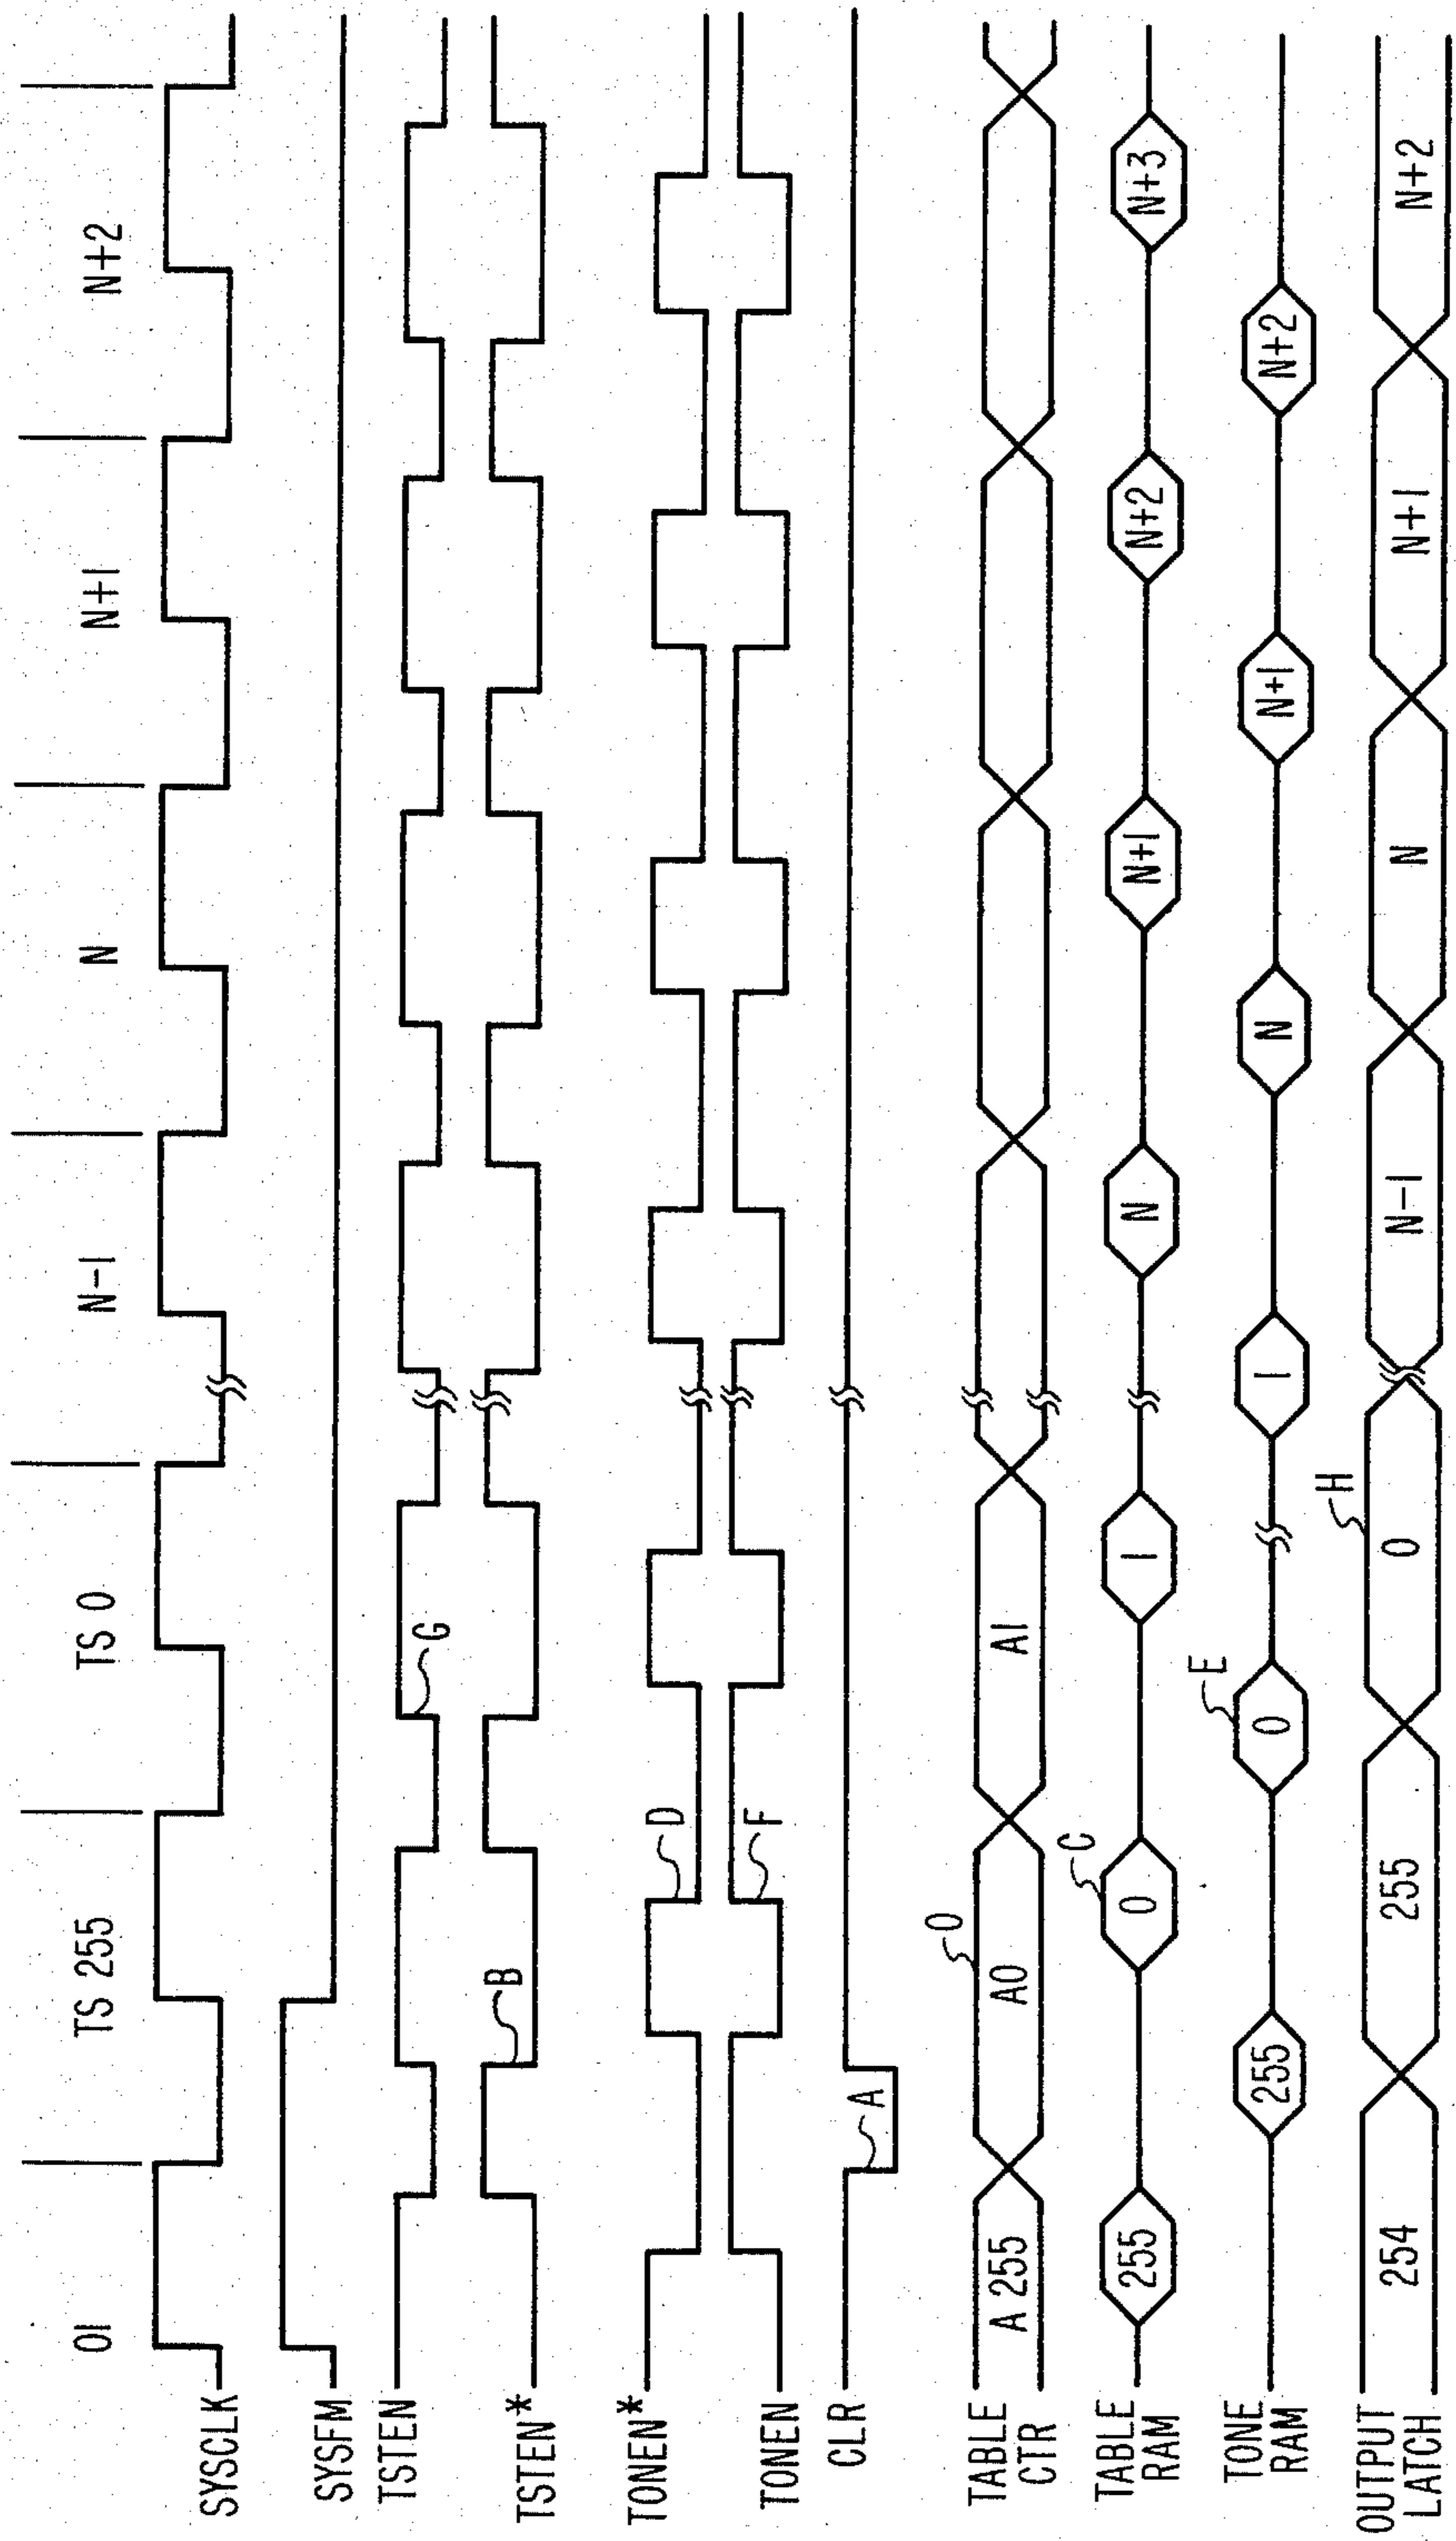 OI TS 255 TS 0 N-1 N N+1 N+2
SYSCLK
SYSFM
TSTEN
G
TSTEN*
B
TONEN*
D
TONEN
F
CLR
A
TABLE
CTR
A 255 A0 A1
O
TABLE
RAM
255 0 1 N N+1 N+2 N+3
C
TONE
RAM
255 0 1 N N+1 N+2
E
OUTPUT
LATCH
254 255 0 N-1 N N+1 N+2
H